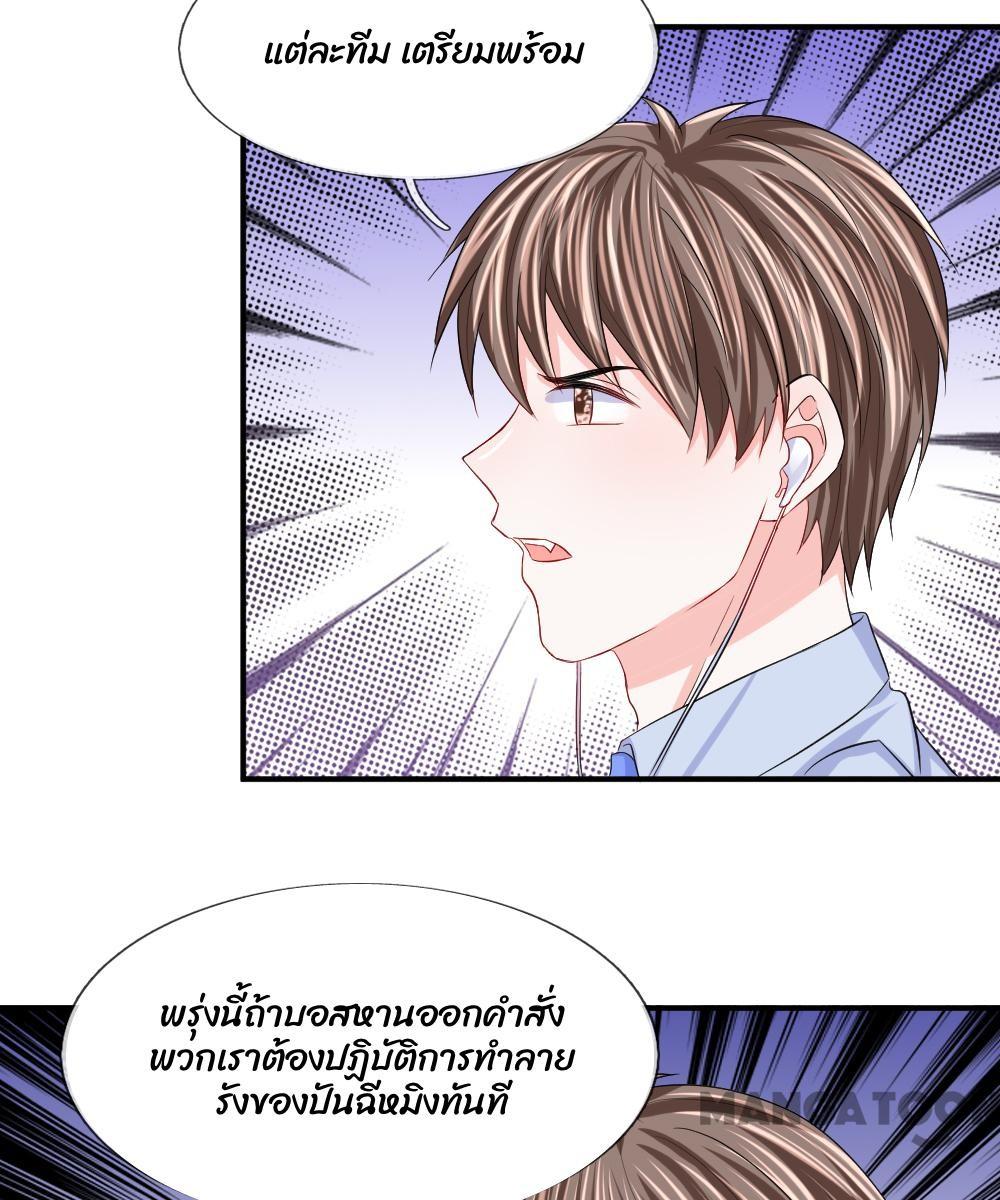 แต่ละทีม เตรียมพร้อม
พรุ่งนี้ถ้าบอสหานออกคำสั่ง
พวกเราต้องปฏิบัติการทำลาย
รังของปันฉีหมิงทันที
MANGATOON